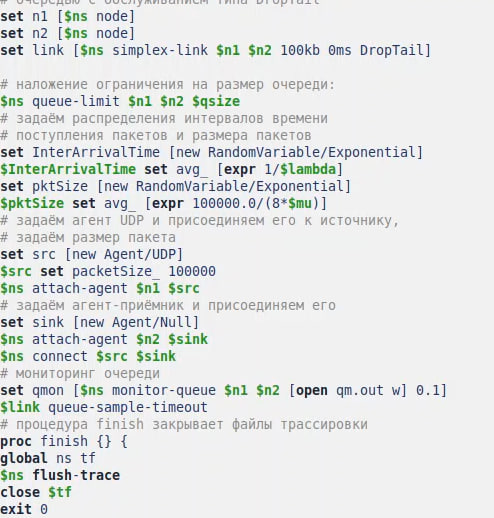 # очередью с обслуживанием типа DropTail
set n1 [$ns node]
set n2 [$ns node]
set link [$ns simplex-link $n1 $n2 100kb 0ms DropTail]
# наложение ограничения на размер очереди:
$ns queue-limit $n1 $n2 $qsize
# задаём распределения интервалов времени
# поступления пакетов и размера пакетов
set InterArrivalTime [new RandomVariable/Exponential]
$InterArrivalTime set avg_ [expr 1/$lambda]
set pktSize [new RandomVariable/Exponential]
$pktSize set avg_ [expr 100000.0/(8*$mu)]
# задаём агент UDP и присоединяем его к источнику,
# задаём размер пакета
set src [new Agent/UDP]
$src set packetSize_ 100000
$ns attach-agent $n1 $src
# задаём агент-приёмник и присоединяем его
set sink [new Agent/Null]
$ns attach-agent $n2 $sink
$ns connect $src $sink
# мониторинг очереди
set qmon [$ns monitor-queue $n1 $n2 [open qm.out w] 0.1]
$link queue-sample-timeout
# процедура finish закрывает файлы трассировки
proc finish {} {
global ns tf
$ns flush-trace
close $tf
exit 0